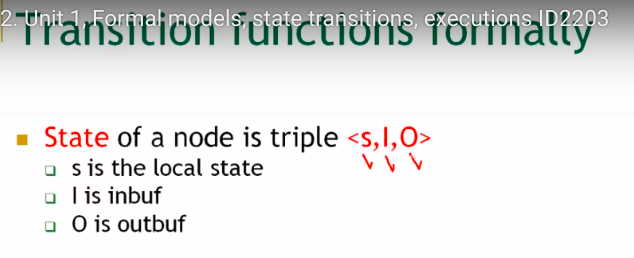 2. Unit 1, Formal models, state transitions, executions ID2203
Transition functions formally
State of a node is triple <s,I,O>
s is the local state
I is inbuf
O is outbuf